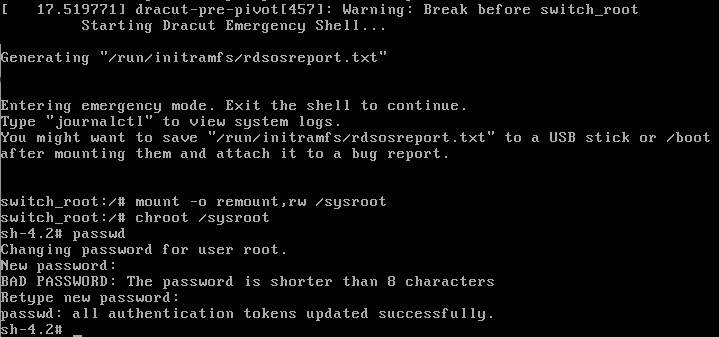 [   17.519771] dracut-pre-pivot[457]: Warning: Break before switch_root
Starting Dracut Emergency Shell...
Generating "/run/initramfs/rdsosreport.txt"
Entering emergency mode. Exit the shell to continue.
Type "journalctl" to view system logs.
You might want to save "/run/initramfs/rdsosreport.txt" to a USB stick or /boot
after mounting them and attach it to a bug report.
switch_root:/# mount -o remount,rw /sysroot
switch_root:/# chroot /sysroot
sh-4.2# passwd
Changing password for user root.
New password:
BAD PASSWORD: The password is shorter than 8 characters
Retype new password:
passwd: all authentication tokens updated successfully.
sh-4.2# _